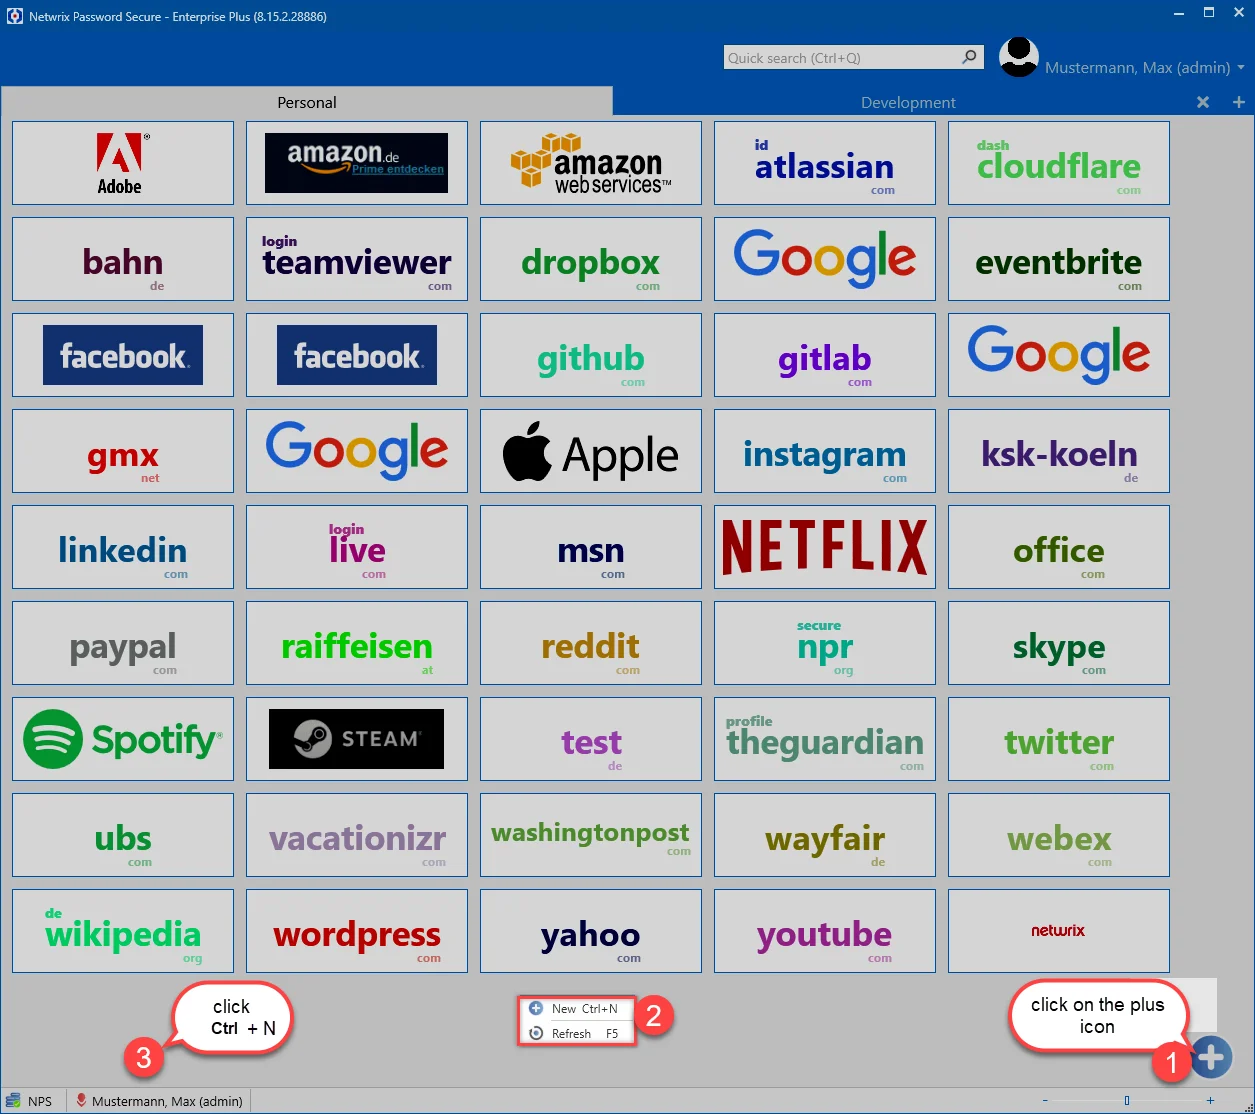 Netwrix Password Secure - Enterprise Plus (8.15.2.28886)
Quick search (Ctrl+Q)
Mustermann, Max (admin)
Personal
Development
Adobe
amazon.de
Prime entdecken
amazon
web services™
id
atlassian
com
dash
cloudflare
com
bahn
de
login
teamviewer
com
dropbox
com
Google
eventbrite
com
facebook
facebook
github
com
gitlab
com
Google
gmx
net
Google
Apple
instagram
com
ksk-koeln
de
linkedin
com
login
live
com
msn
com
NETFLIX
office
com
paypal
com
raiffeisen
at
reddit
com
secure
npr
org
skype
com
Spotify®
STEAM
test
de
profile
theguardian
com
twitter
com
ubs
com
vacationizr
com
washingtonpost
com
wayfair
de
webex
com
de
wikipedia
org
wordpress
com
yahoo
com
youtube
com
netwrix
click
Ctrl + N
3
New Ctrl+N
Refresh F5
2
click on the plus
icon
1
NPS
Mustermann, Max (admin)